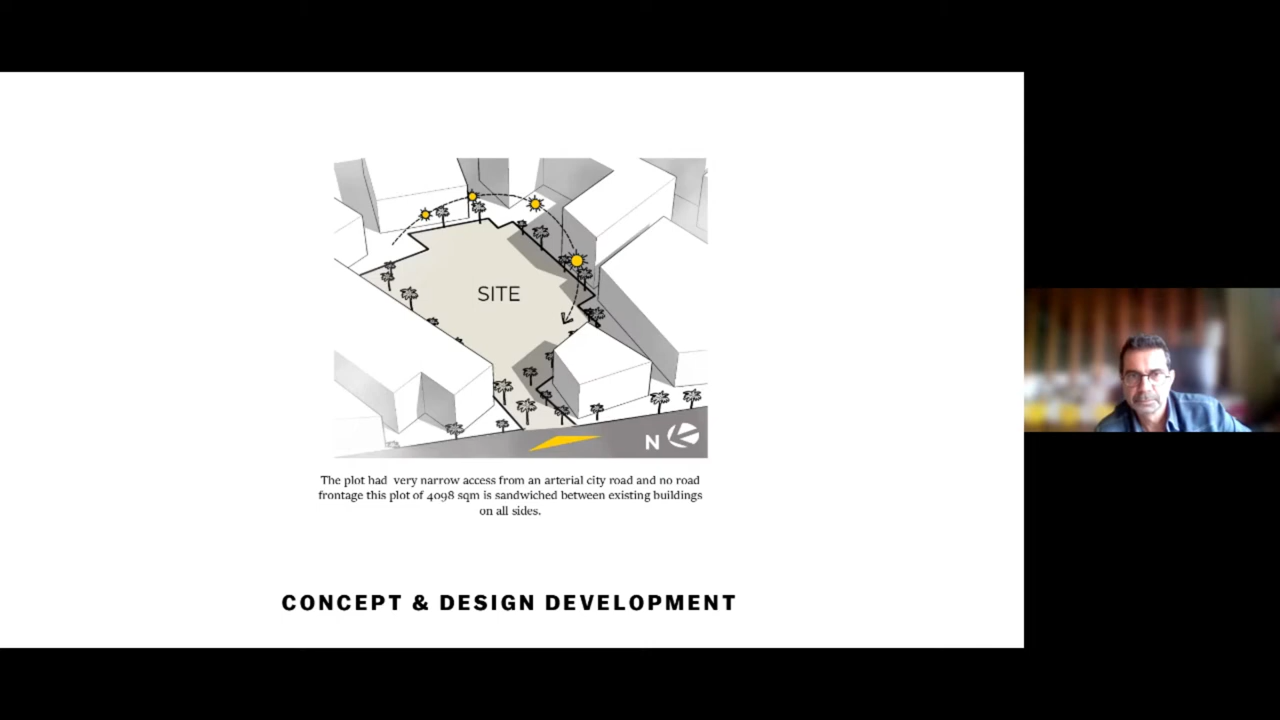 SITE
N
The plot had very narrow access from an arterial city road and no road
frontage this plot of 4098 sqm is sandwiched between existing buildings
on all sides.
CONCEPT & DESIGN DEVELOPMENT